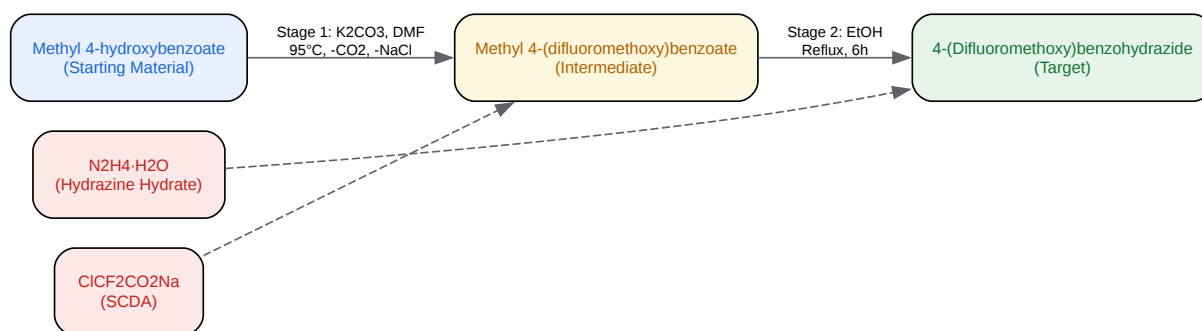 Methyl 4-hydroxybenzoate
(Starting Material)
Stage 1: K2CO3, DMF
95°C, -CO2, -NaCl
Methyl 4-(difluoromethoxy)benzoate
(Intermediate)
Stage 2: EtOH
Reflux, 6h
4-(Difluoromethoxy)benzohydrazide
(Target)
N2H4·H2O
(Hydrazine Hydrate)
ClCF2CO2Na
(SCDA)